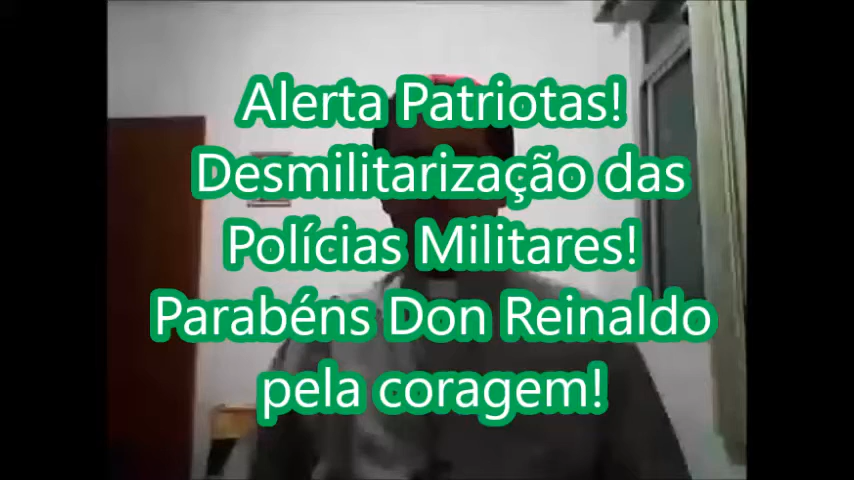 Alerta Patriotas!
Desmilitarização das
Polícias Militares!
Parabéns Don Reinaldo
pela coragem!